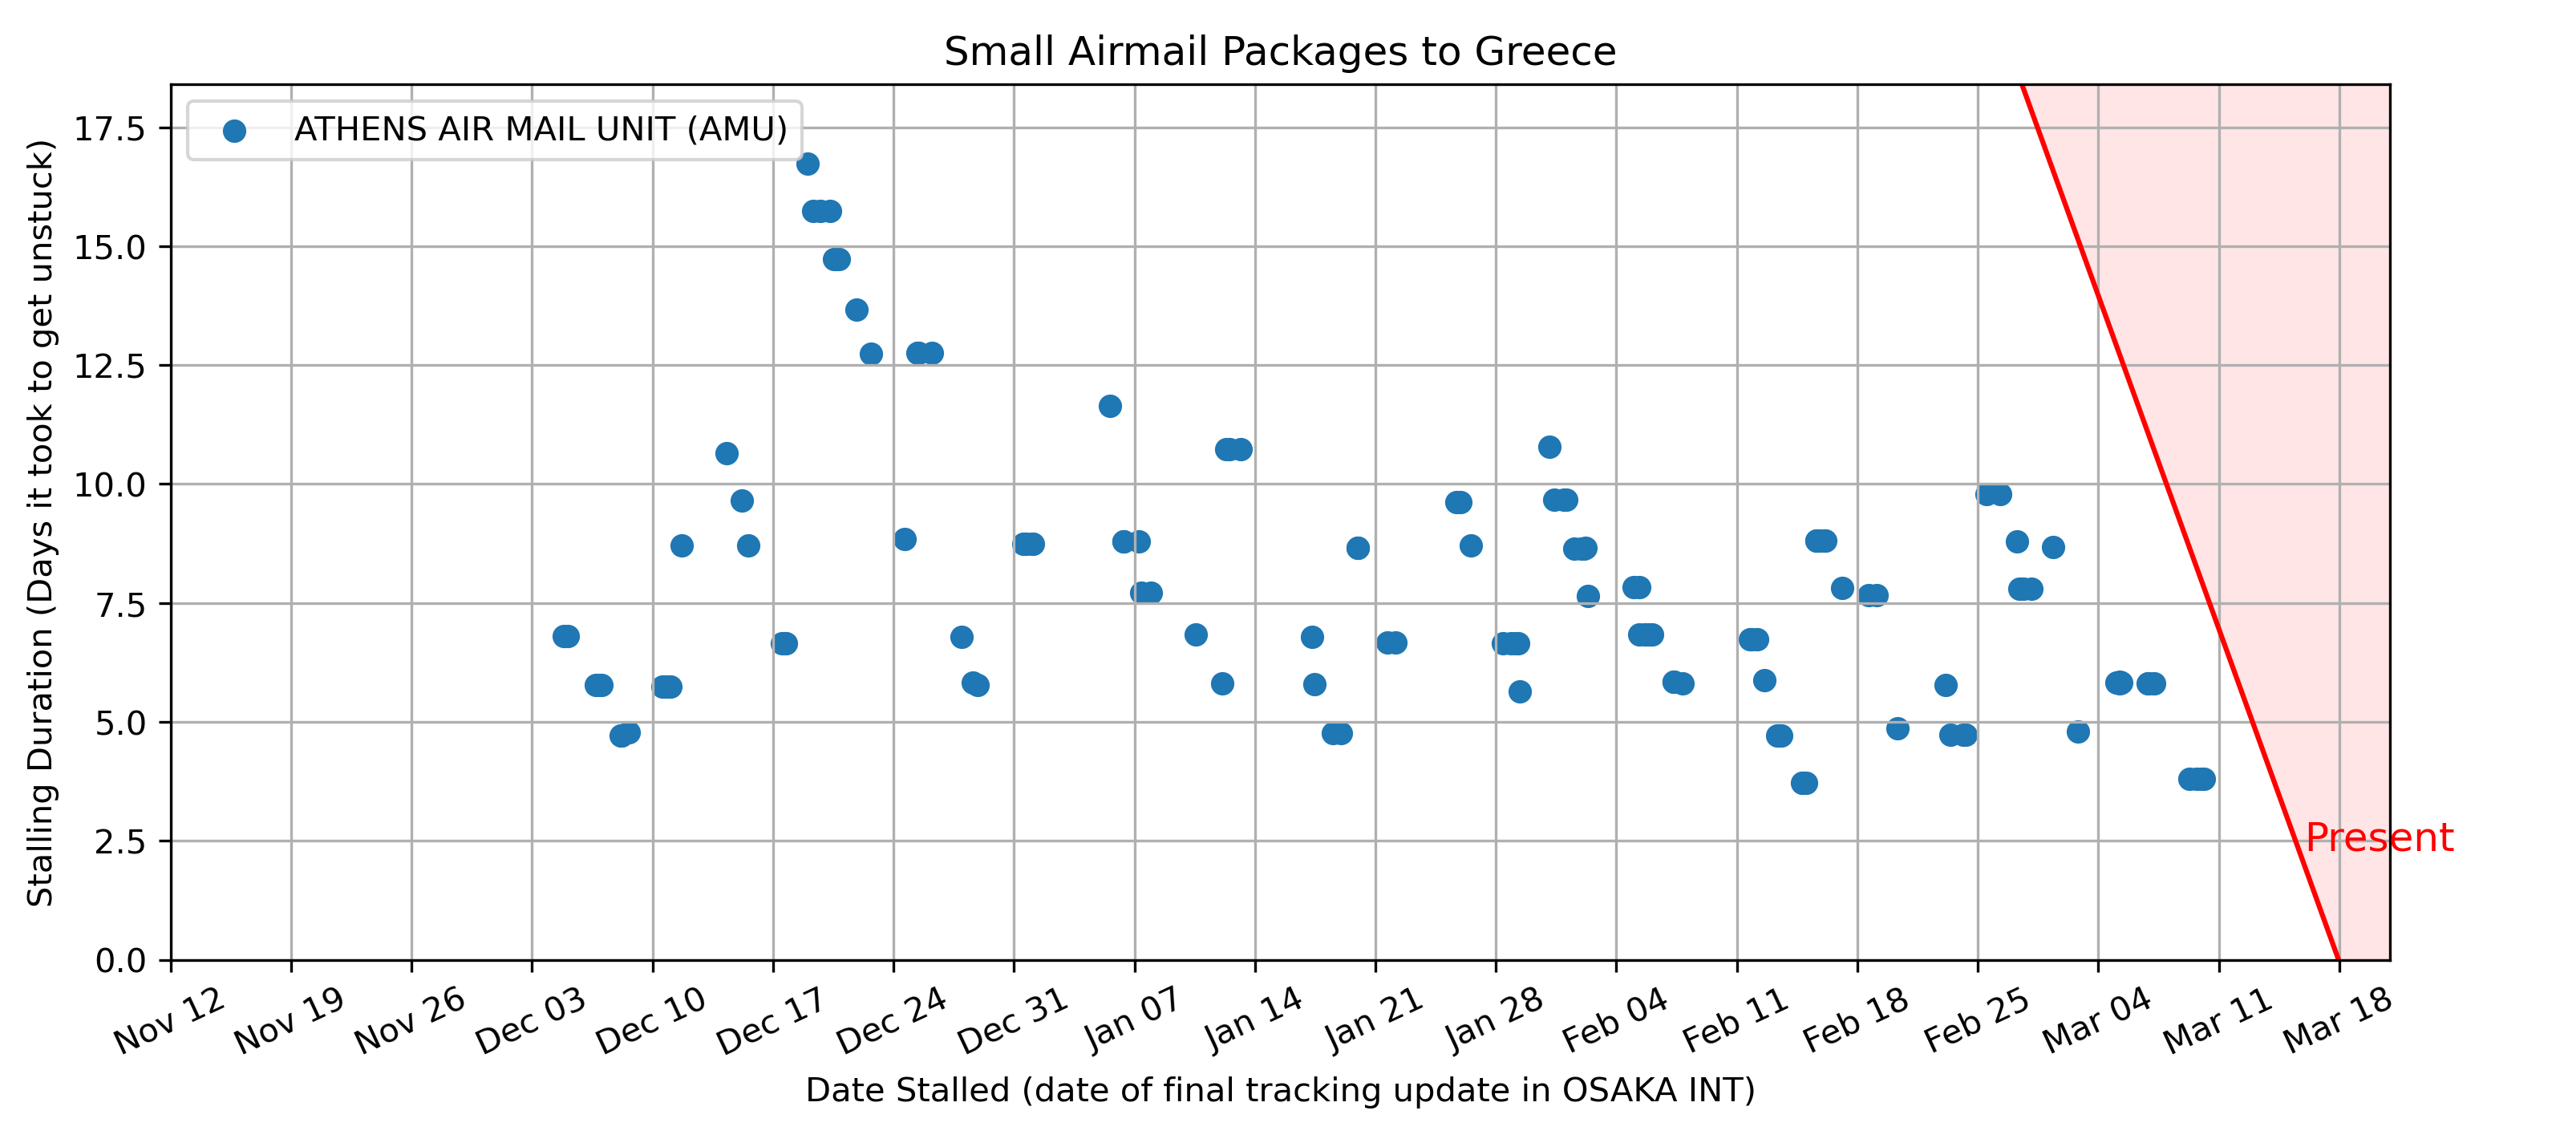 Small Airmail Packages to Greece
ATHENS AIR MAIL UNIT (AMU)
Stalling Duration (Days it took to get unstuck)
17.5
15.0
12.5
10.0
7.5
5.0
2.5
0.0
Present
Nov 12
Nov 19
Nov 26
Dec 03
Dec 10
Dec 17
Dec 24
Dec 31
Jan 07
Jan 14
Jan 21
Jan 28
Feb 04
Feb 11
Feb 18
Feb 25
Mar 04
Mar 11
Mar 18
Date Stalled (date of final tracking update in OSAKA INT)